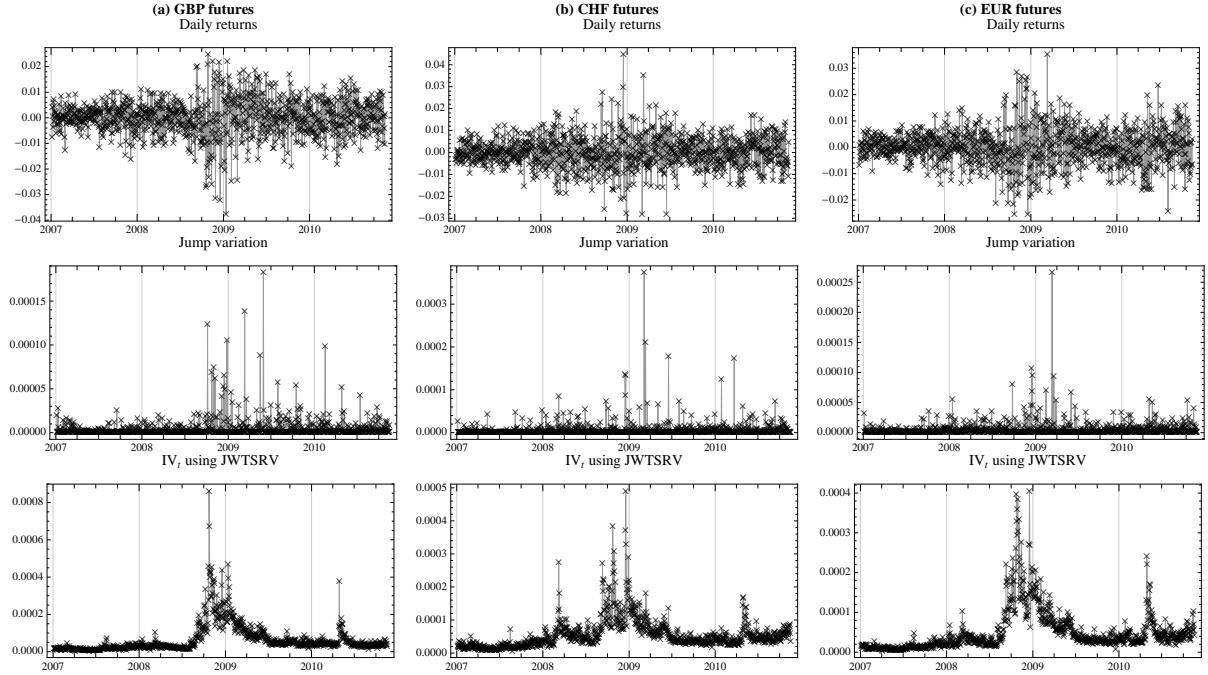 (a) GBP futures
Daily returns
0.02
0.01
0.00
−0.01
−0.02
−0.03
−0.04
2007 2008 2009 2010
Jump variation
0.00015
0.00010
0.00005
0.00000
2007 2008 2009 2010
IVt using JWTSRV
0.0008
0.0006
0.0004
0.0002
0.0000
2007 2008 2009 2010
(b) CHF futures
Daily returns
0.04
0.03
0.02
0.01
0.00
−0.01
−0.02
−0.03
2007 2008 2009 2010
Jump variation
0.0003
0.0002
0.0001
0.0000
2007 2008 2009 2010
IVt using JWTSRV
0.0005
0.0004
0.0003
0.0002
0.0001
0.0000
2007 2008 2009 2010
(c) EUR futures
Daily returns
0.03
0.02
0.01
0.00
−0.01
−0.02
2007 2008 2009 2010
Jump variation
0.00025
0.00020
0.00015
0.00010
0.00005
0.00000
2007 2008 2009 2010
IVt using JWTSRV
0.0004
0.0003
0.0002
0.0001
0.0000
2007 2008 2009 2010